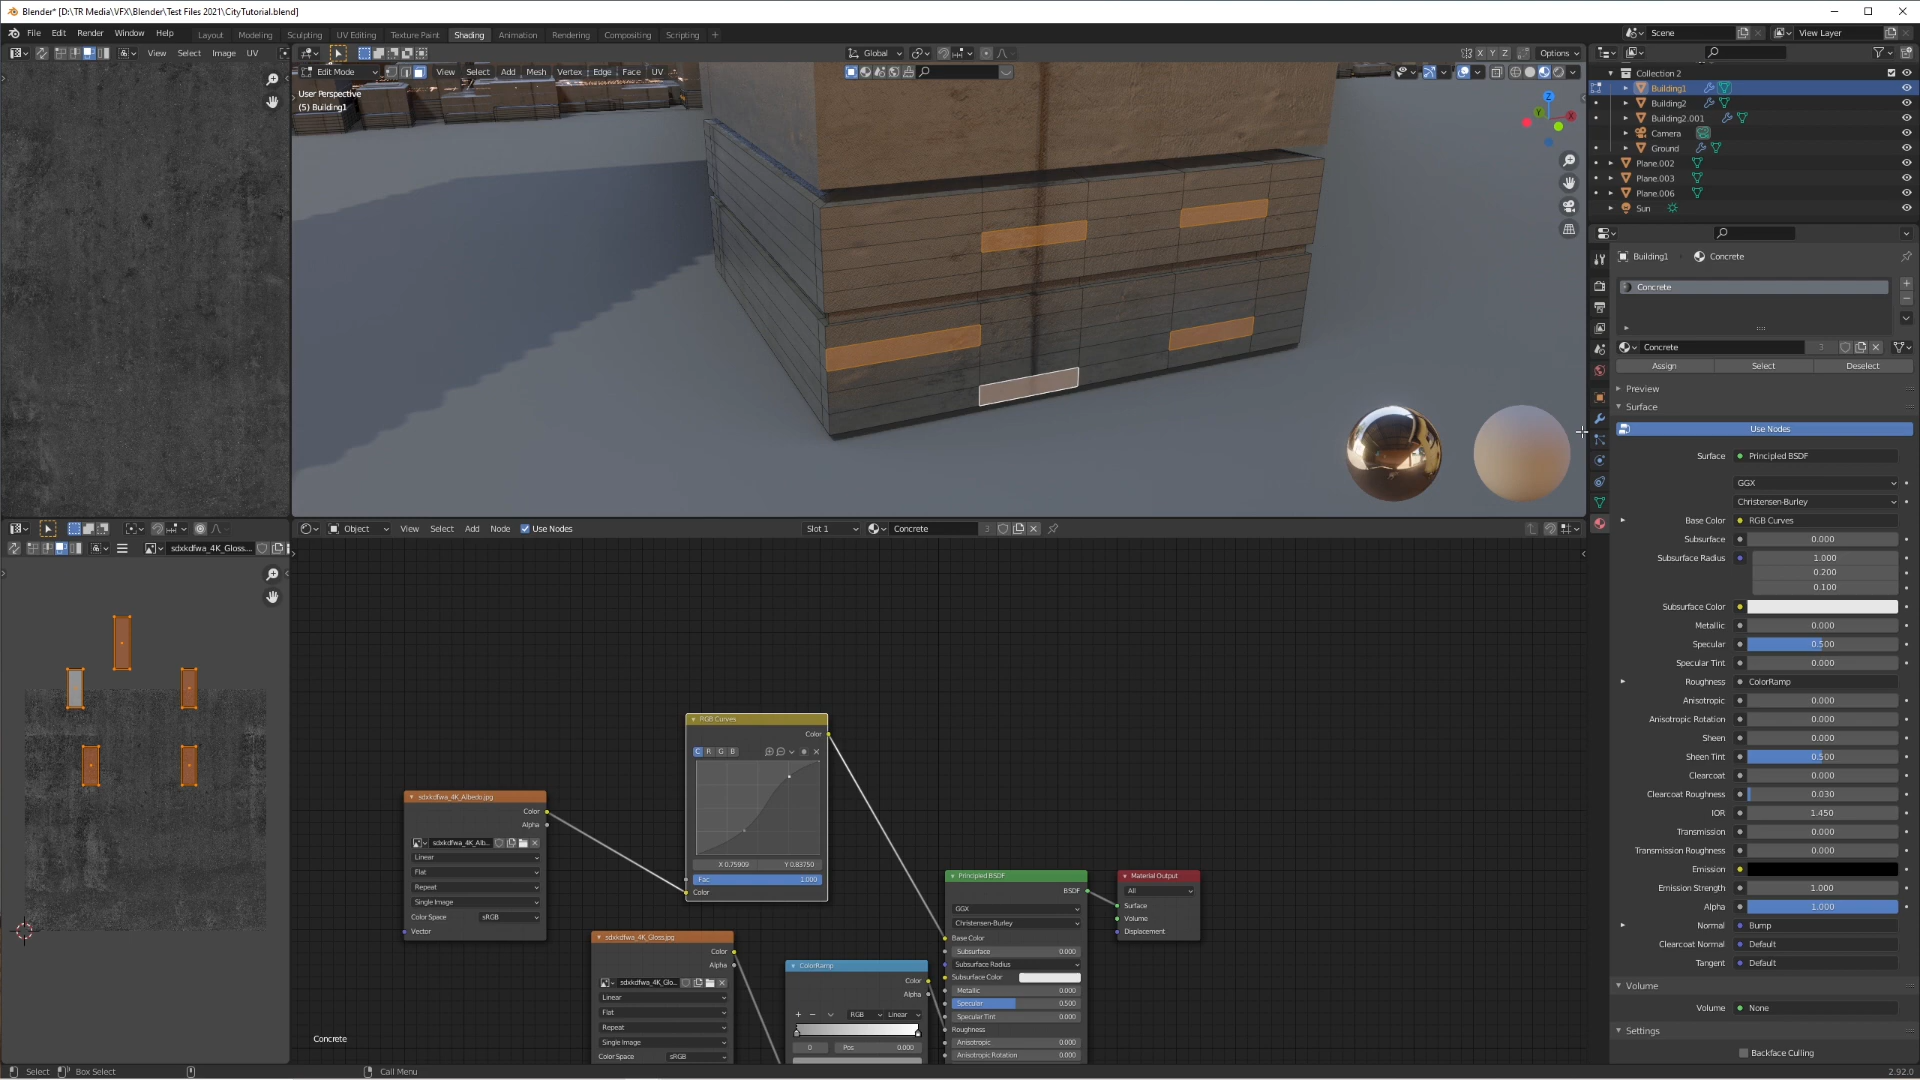 Blender* [D:\TR Media\VFX\Blender\Test Files 2021\CityTutorial.blend]
File Edit Render Window Help Layout Modeling Sculpting UV Editing Texture Paint Shading Animation Rendering Compositing Scripting + Scene View Layer
View Select Image UV Global Options
Edit Mode View Select Add Mesh Vertex Edge Face UV
User Perspective
(5) Building1
X Y Z
Z
Y
X
Collection 2
Building1
Building2
Building2.001
Camera
Ground
Plane.002
Plane.003
Plane.006
Sun
Building1 Concrete
Concrete
Concrete 3
Assign Select Deselect
Preview
Surface
Use Nodes
Surface Principled BSDF
GGX
Christensen-Burley
Base Color RGB Curves
Subsurface 0.000
Subsurface Radius 1.000
0.200
0.100
Subsurface Color
Metallic 0.000
Specular 0.500
Specular Tint 0.000
Roughness ColorRamp
Anisotropic 0.000
Anisotropic Rotation 0.000
Sheen 0.000
Sheen Tint 0.500
Clearcoat 0.000
Clearcoat Roughness 0.030
IOR 1.450
Transmission 0.000
Transmission Roughness 0.000
Emission
Emission Strength 1.000
Alpha 1.000
Normal Bump
Clearcoat Normal Default
Tangent Default
Volume
Volume None
Settings
Backface Culling
Object View Select Add Node Use Nodes Slot 1 Concrete 3
sdxkdfwa_4K_Gloss...
RGB Curves
Color
C R G B
X 0.75909 Y 0.83750
Fac 1.000
Color
sdxkdfwa_4K_Albedo.jpg
Color
Alpha
sdxkdfwa_4K_Alb...
Linear
Flat
Repeat
Single Image
Color Space sRGB
Vector
sdxkdfwa_4K_Gloss.jpg
Color
Alpha
sdxkdfwa_4K_Glo...
Linear
Flat
Repeat
Single Image
Color Space sRGB
ColorRamp
Color
Alpha
+ − RGB Linear
0 Pos 0.000
Principled BSDF
BSDF
GGX
Christensen-Burley
Base Color
Subsurface 0.000
Subsurface Radius
Subsurface Color
Metallic 0.000
Specular 0.500
Specular Tint 0.000
Roughness
Anisotropic 0.000
Anisotropic Rotation 0.000
Material Output
All
Surface
Volume
Displacement
Concrete
Select Box Select Call Menu 2.92.0